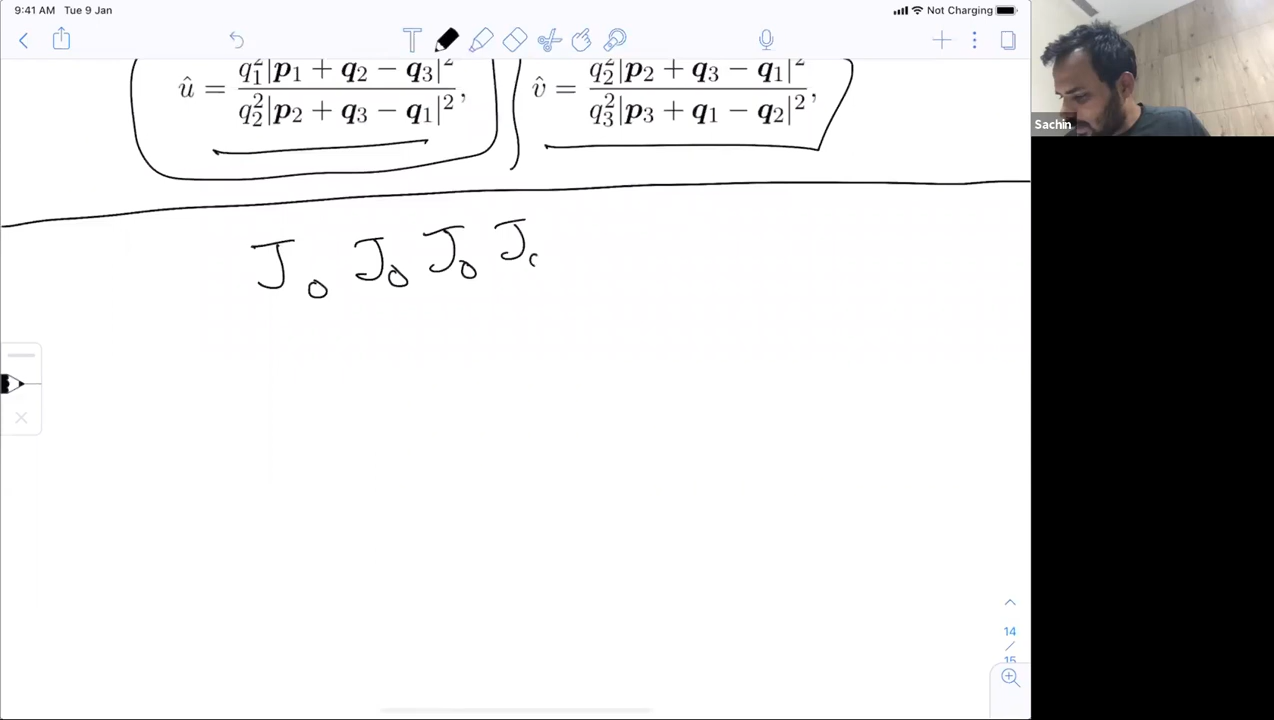 9:41 AM Tue 9 Jan
Not Charging
û = q₁²|p₁ + q₂ − q₃|² / q₂²|p₂ + q₃ − q₁|², v̂ = q₂²|p₂ + q₃ − q₁|² / q₃²|p₃ + q₁ − q₂|²,
J₀ J₀ J₀ J₀
Sachin
14
/
15